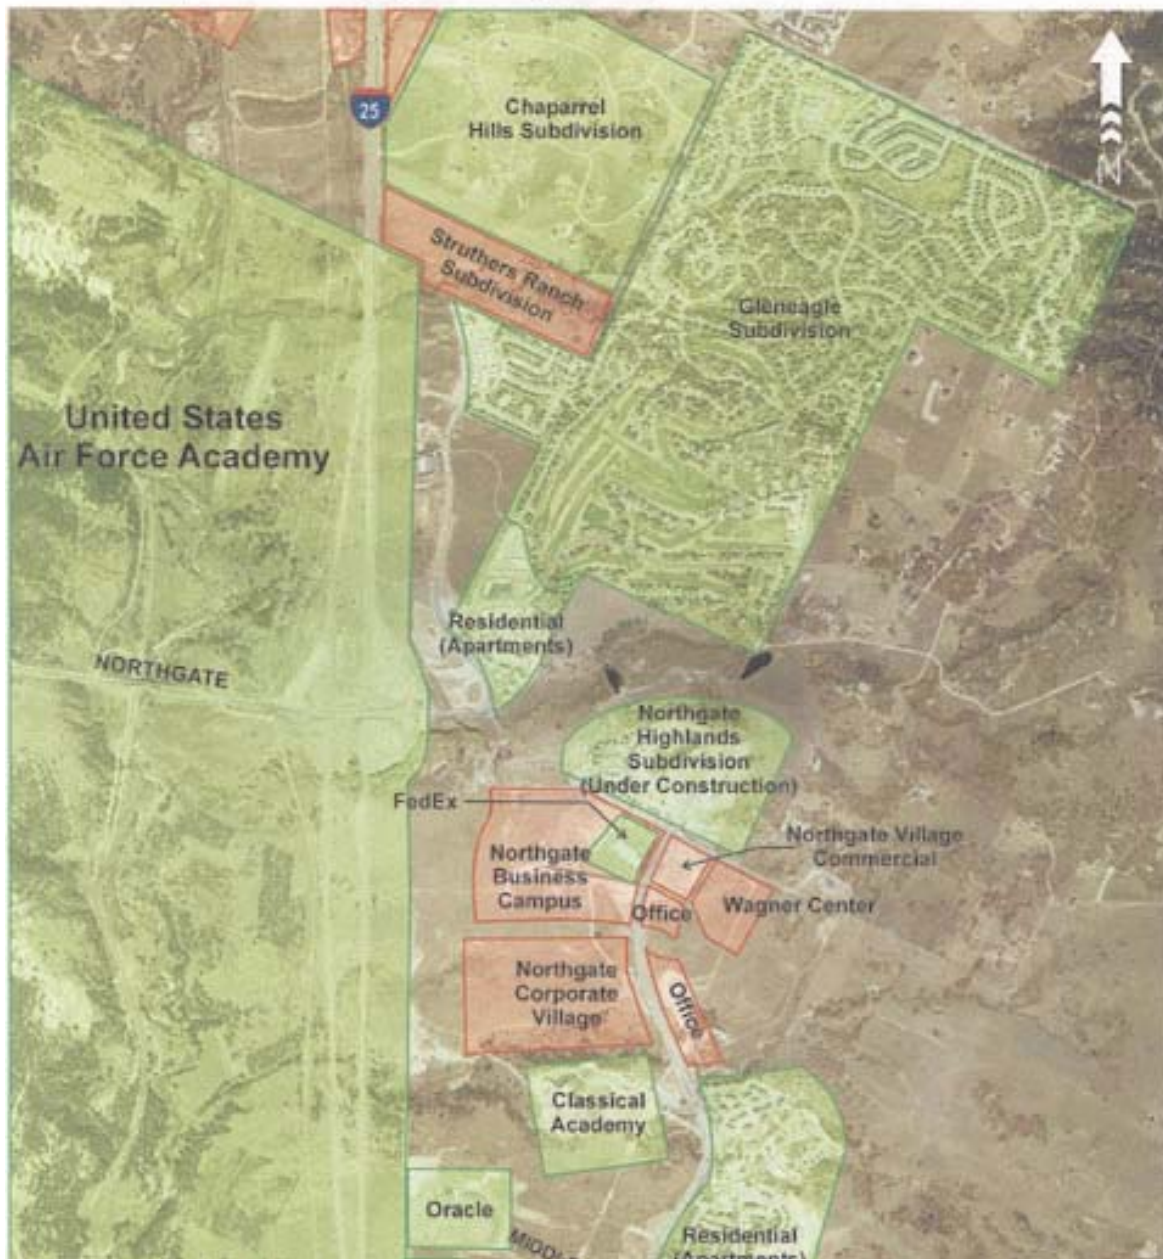 25
Chaparrel
Hills Subdivision
Struthers Ranch
Subdivision
Gleneagle
Subdivision
United States
Air Force Academy
Residential
(Apartments)
NORTHGATE
Northgate
Highlands
Subdivision
(Under Construction)
FedEx
Northgate Village
Commercial
Northgate
Business
Campus
Office
Wagner Center
Northgate
Corporate
Village
Office
Classical
Academy
Oracle
Residential
(Apartments)
N